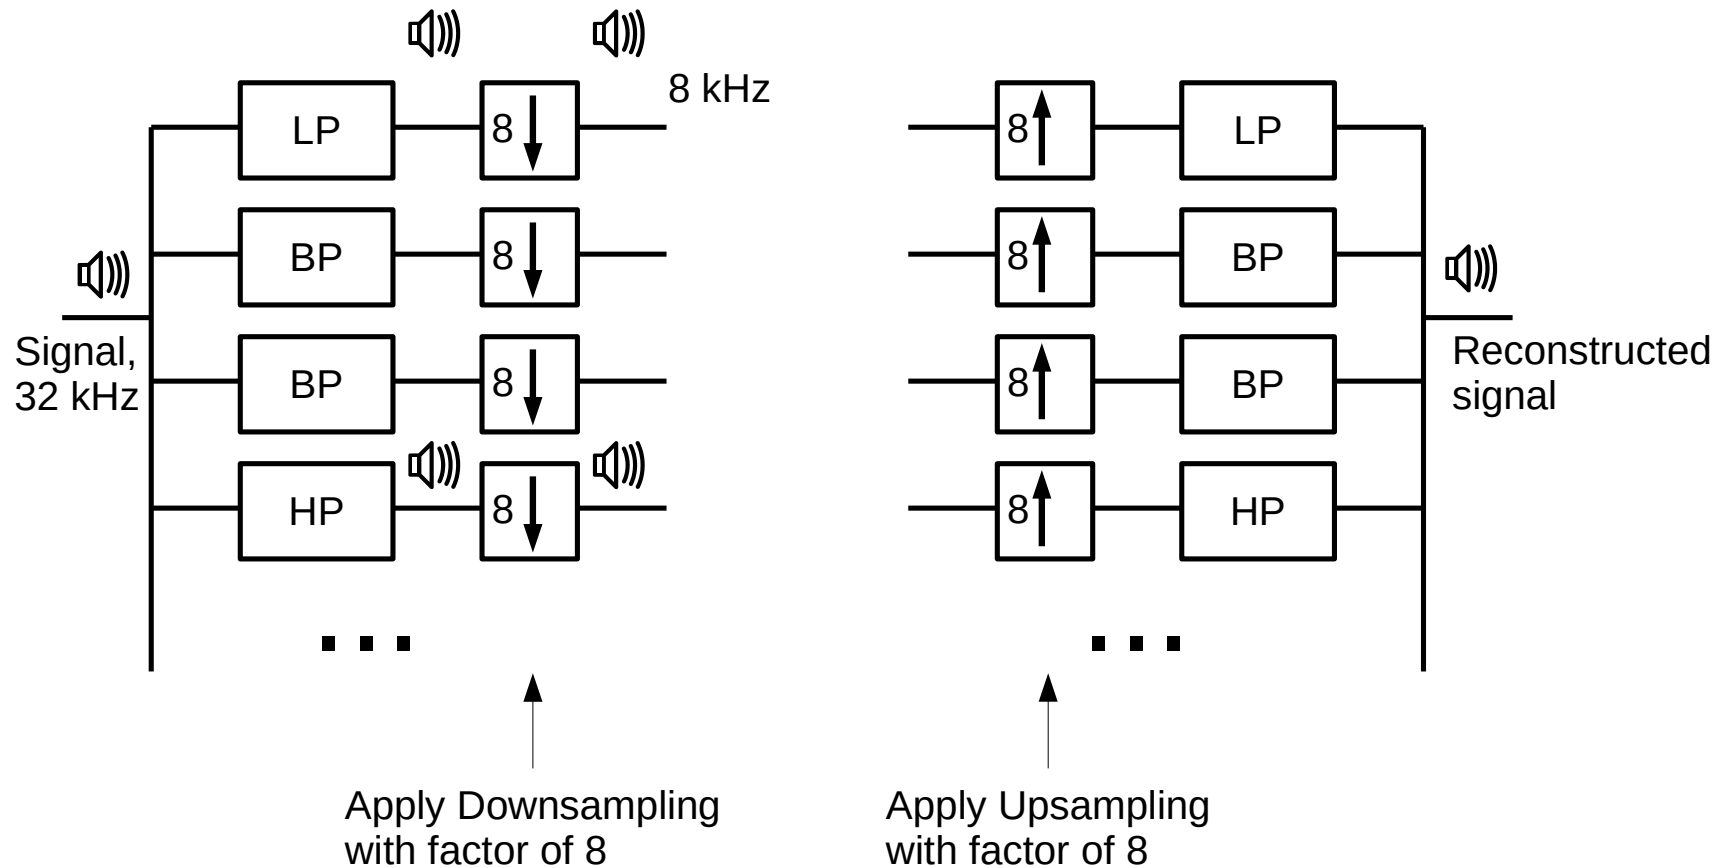 8 kHz
LP
8
8
LP
BP
8
8
BP
Signal,
32 kHz
BP
8
8
BP
Reconstructed
signal
HP
8
8
HP
...
...
Apply Downsampling
with factor of 8
Apply Upsampling
with factor of 8